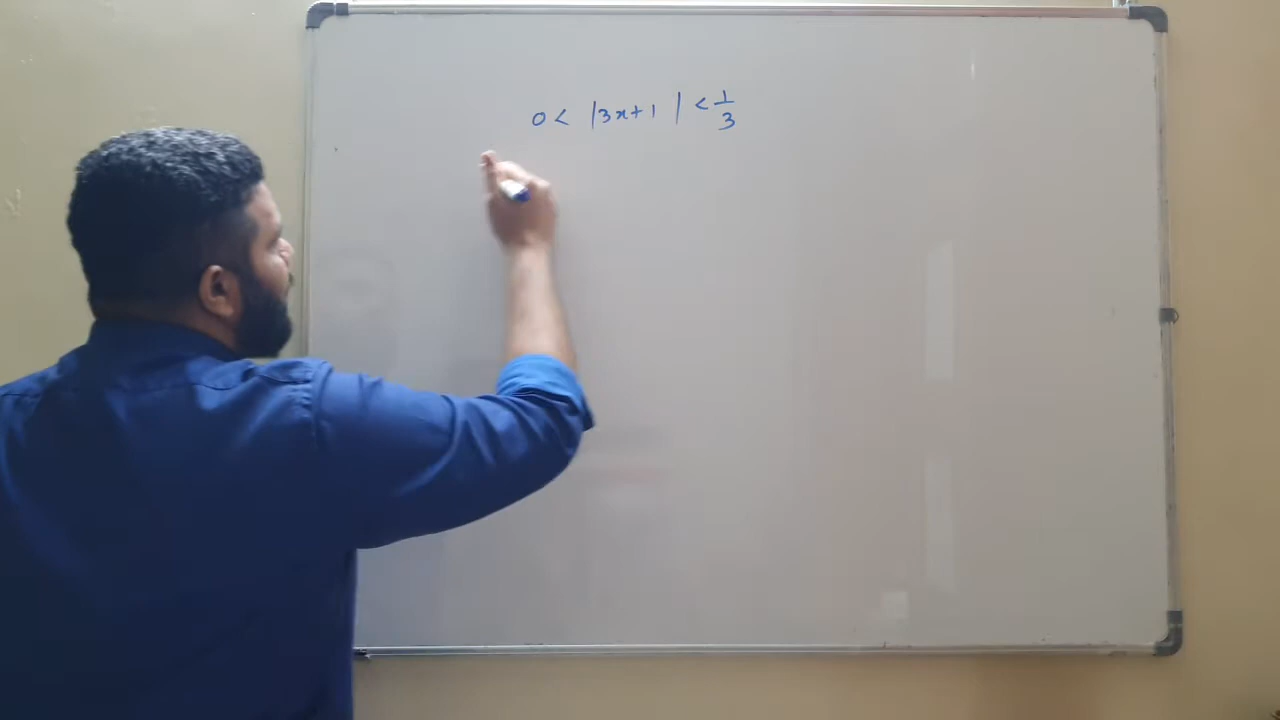 0 < |3x+1| < 1/3